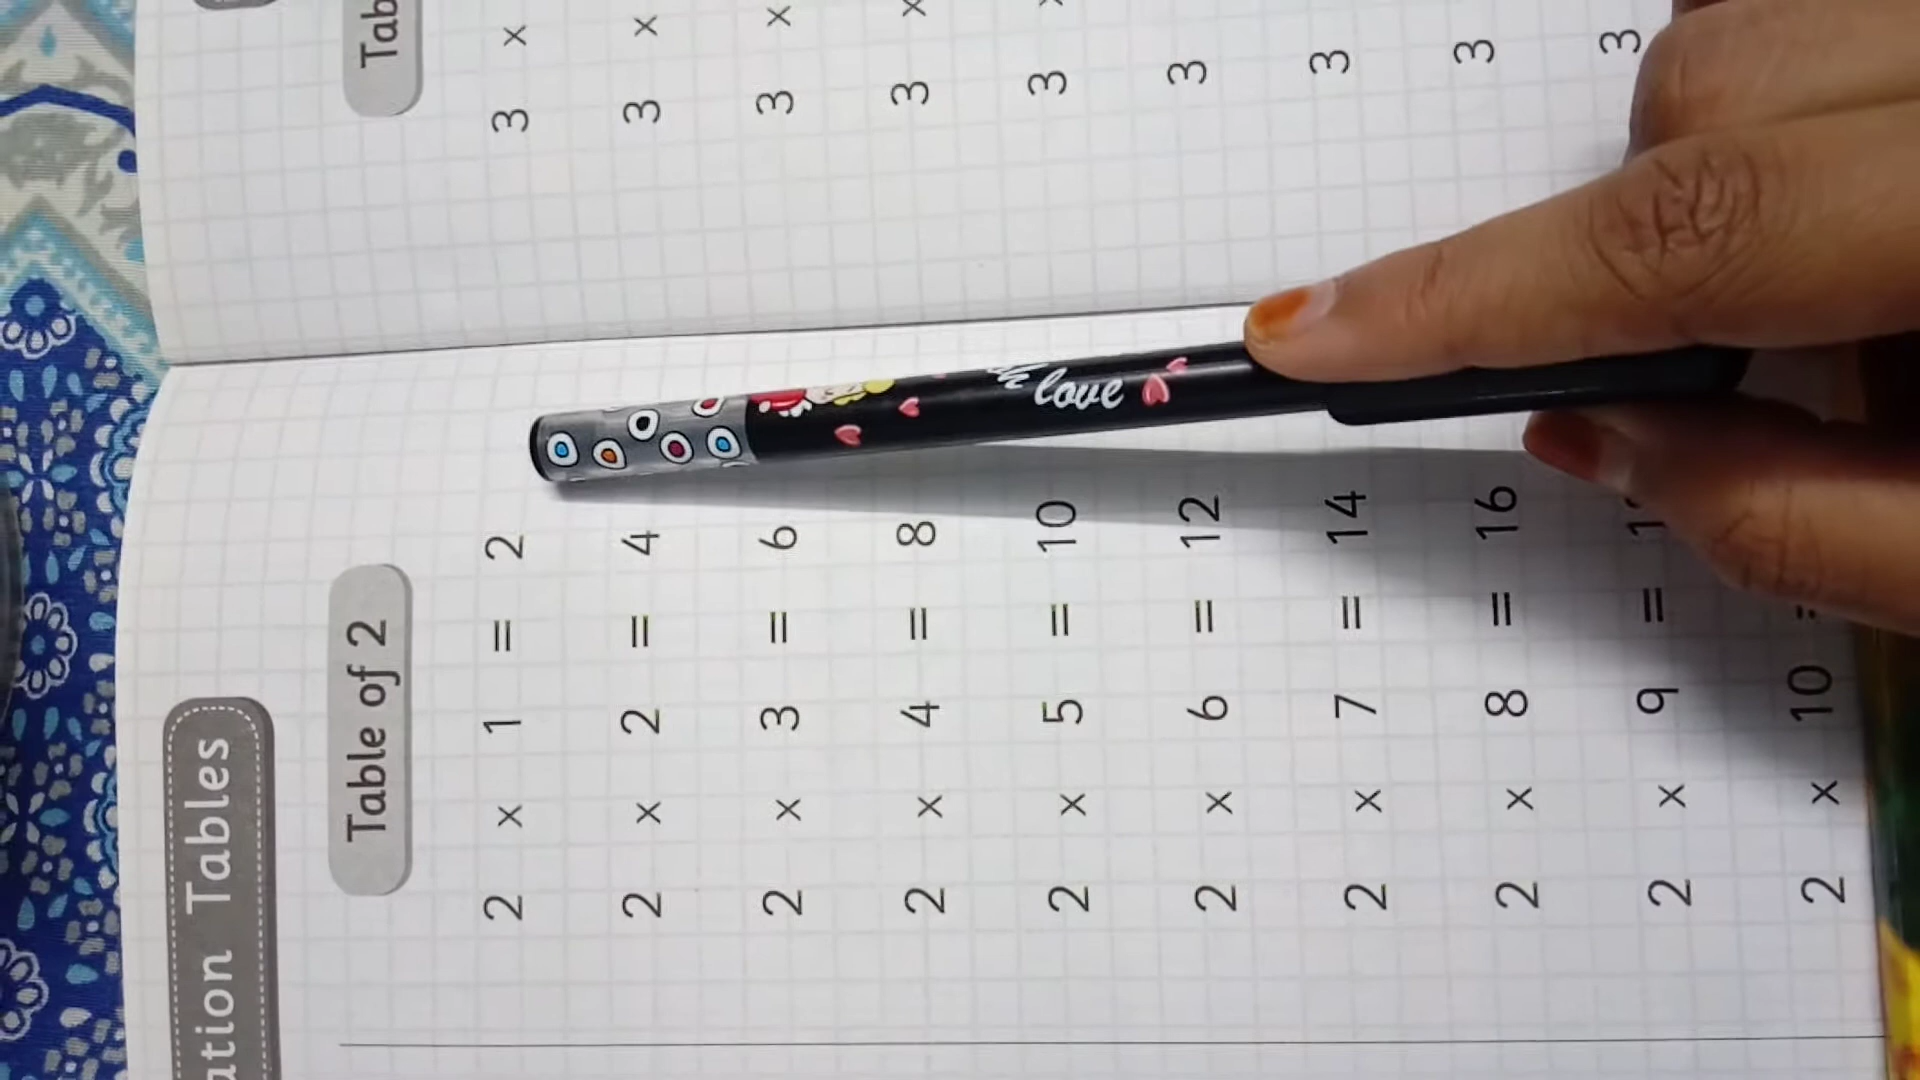 ation Tables
Table of 2
2 x 1 = 2
2 x 2 = 4
2 x 3 = 6
2 x 4 = 8
2 x 5 = 10
2 x 6 = 12
2 x 7 = 14
2 x 8 = 16
2 x 9 = 1
2 x 10 =
love
Tab
3 x
3 x
3 x
3 x
3
3
3
3
3